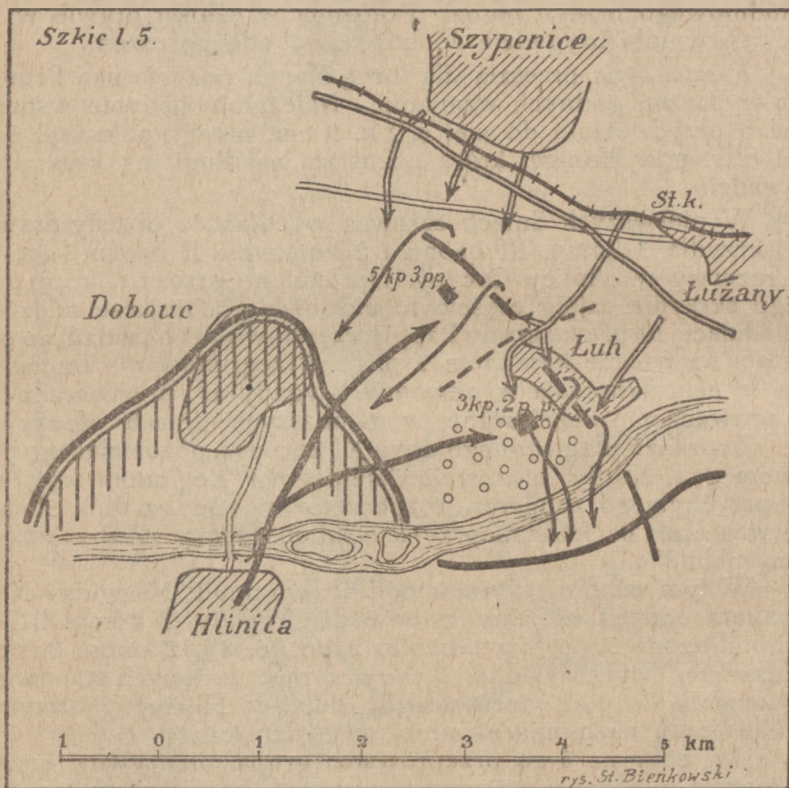 Szkic l. 5.
Szypenice
St. k.
5 kp 3 pp.
Łużany
Dobouc
Łuh
3 kp. 2 p. p.
Hlinica
1 0 1 2 3 4 5 km
rys. St. Bieńkowski